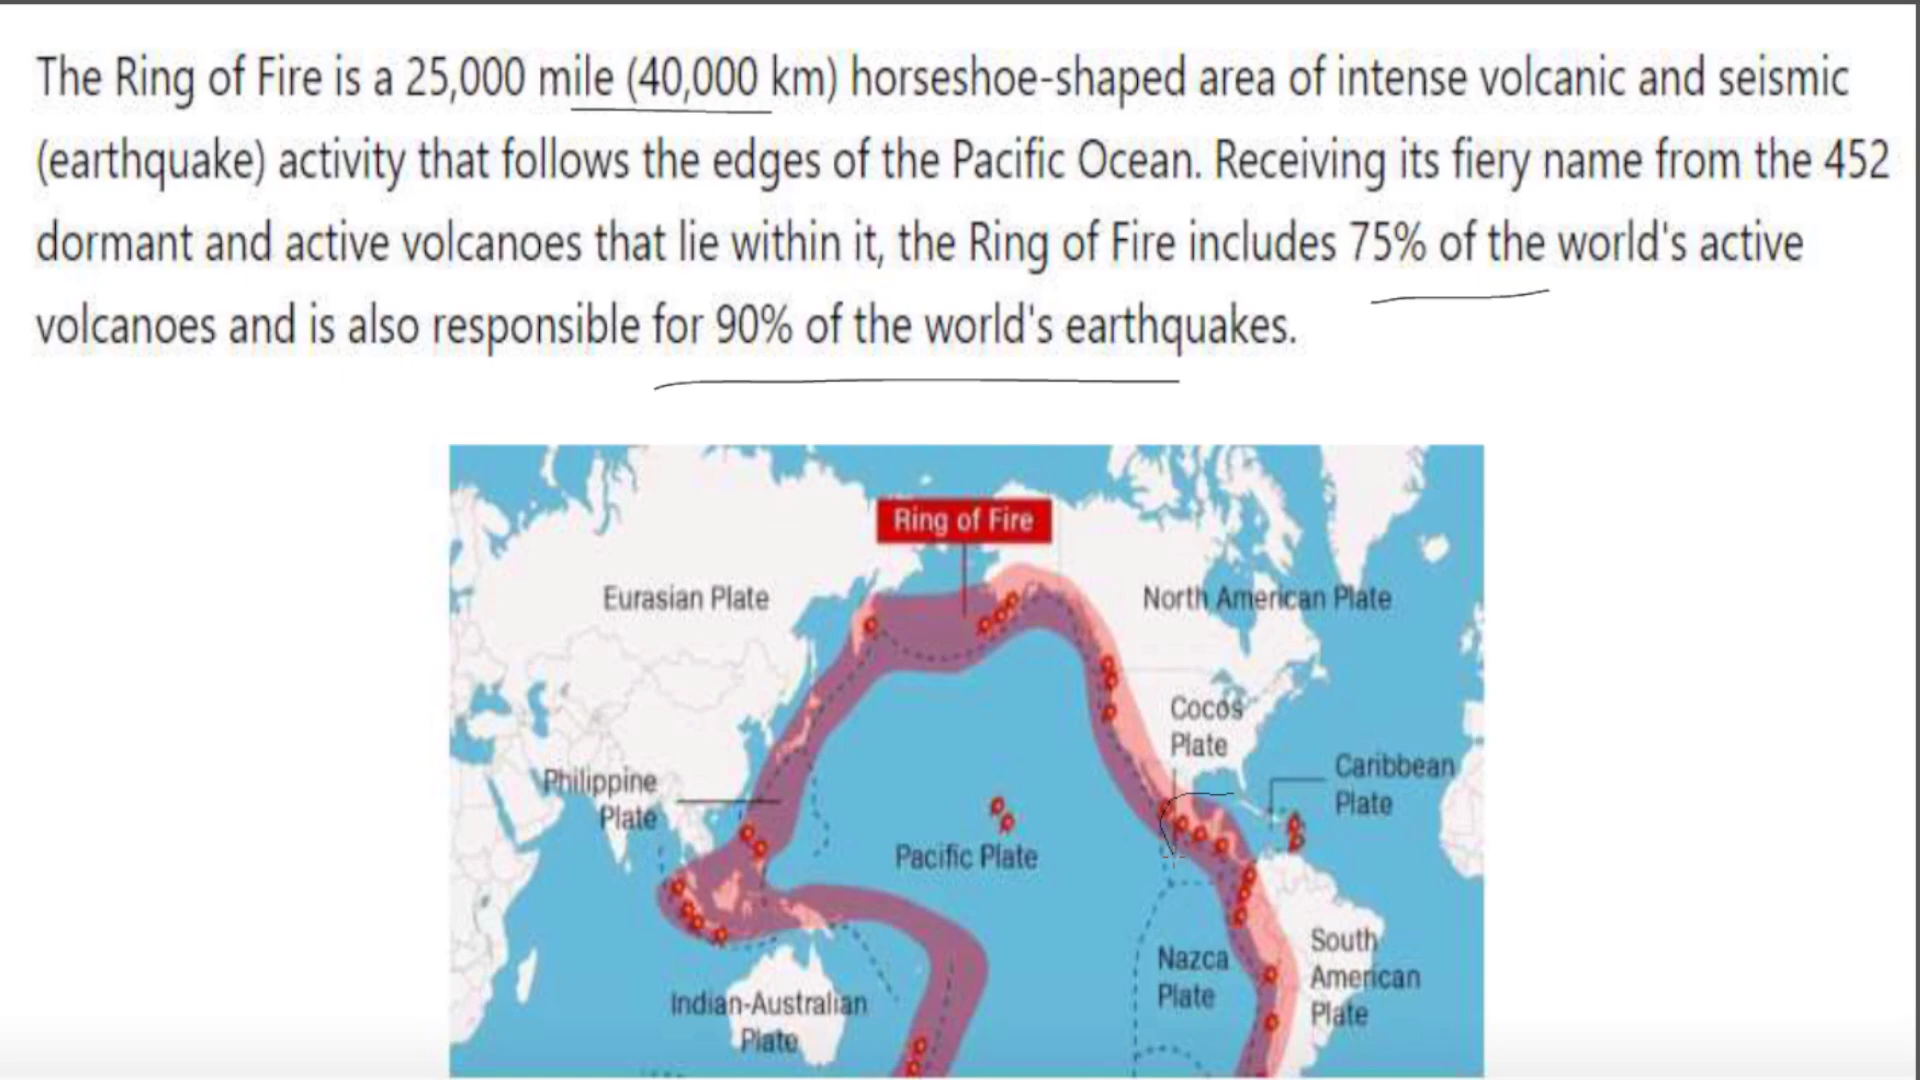 The Ring of Fire is a 25,000 mile (40,000 km) horseshoe-shaped area of intense volcanic and seismic
(earthquake) activity that follows the edges of the Pacific Ocean. Receiving its fiery name from the 452
dormant and active volcanoes that lie within it, the Ring of Fire includes 75% of the world's active
volcanoes and is also responsible for 90% of the world's earthquakes.
Ring of Fire
Eurasian Plate
North American Plate
Cocos
Plate
Caribbean
Plate
Philippine
Plate
Pacific Plate
Nazca
Plate
South
American
Plate
Indian-Australian
Plate